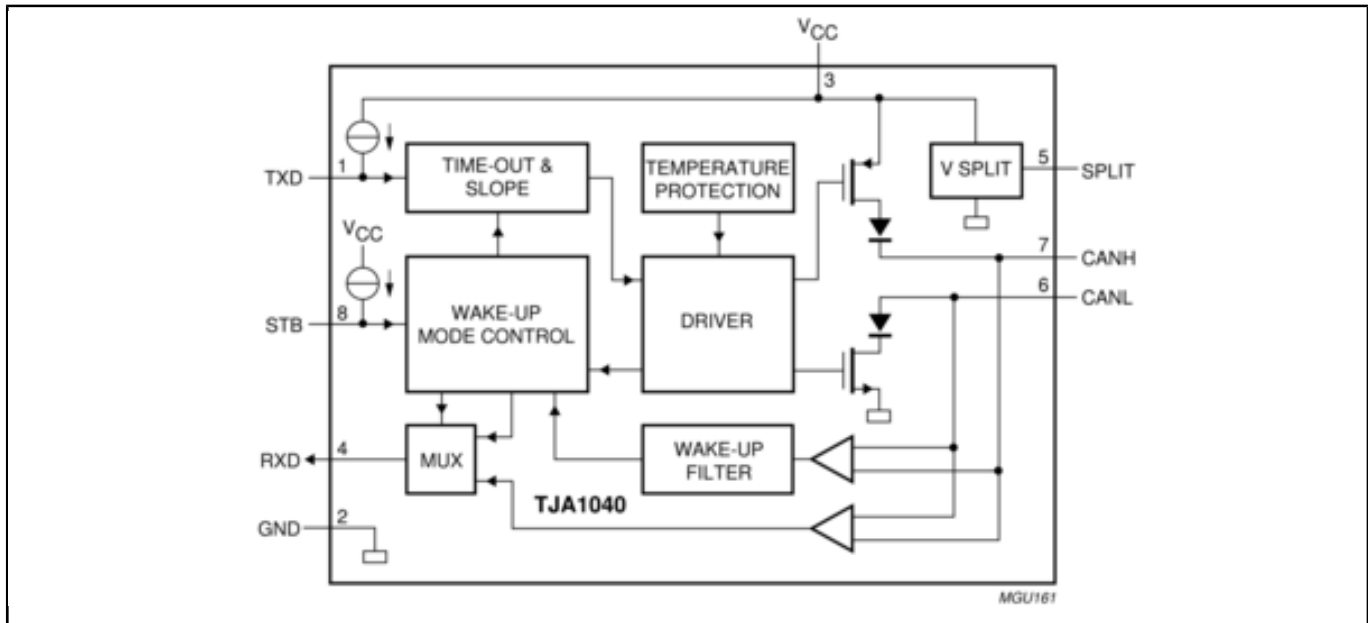 VCC
3
TXD
1
TIME-OUT &
SLOPE
TEMPERATURE
PROTECTION
V SPLIT
5
SPLIT
VCC
7
CANH
6
CANL
STB
8
WAKE-UP
MODE CONTROL
DRIVER
RXD
4
MUX
WAKE-UP
FILTER
TJA1040
GND
2
MGU161